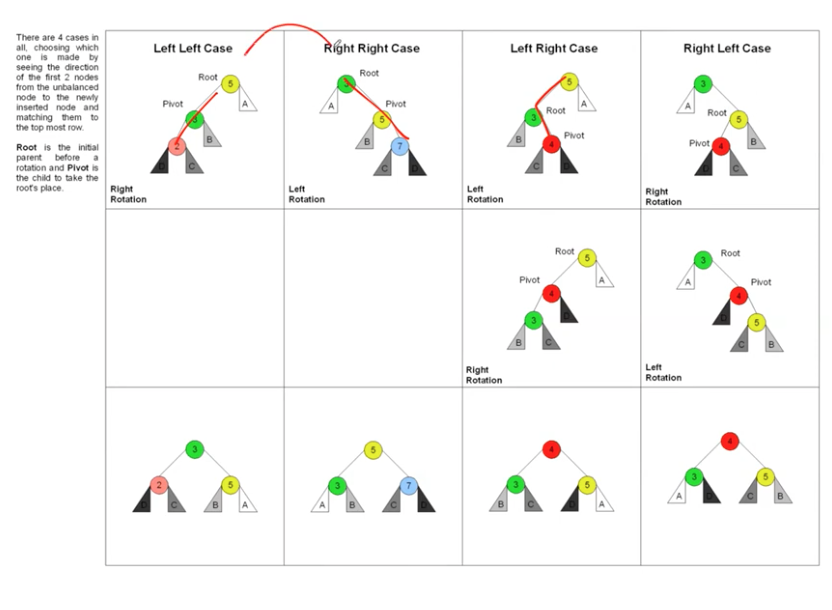 There are 4 cases in
all, choosing which
one is made by
seeing the direction
of the first 2 nodes
from the unbalanced
node to the newly
inserted node and
matching them to
the top most row.
Root is the initial
parent before a
rotation and Pivot is
the child to take the
root's place.
Left Left Case
Root
5
Pivot
3
A
B
2
D
C
Right
Rotation
Right Right Case
Root
3
Pivot
A
5
B
7
C
D
Left
Rotation
Left Right Case
5
A
3
Root
B
Pivot
4
C
D
Left
Rotation
Right Left Case
3
A
Root
5
Pivot
4
B
D
C
Right
Rotation
Root
5
Pivot
A
4
D
3
B
C
Right
Rotation
3
Root
A
Pivot
4
D
5
C
B
Left
Rotation
3
2
5
D
C
B
A
5
3
7
A
B
C
D
4
3
5
B
C
D
A
4
3
5
A
D
C
B